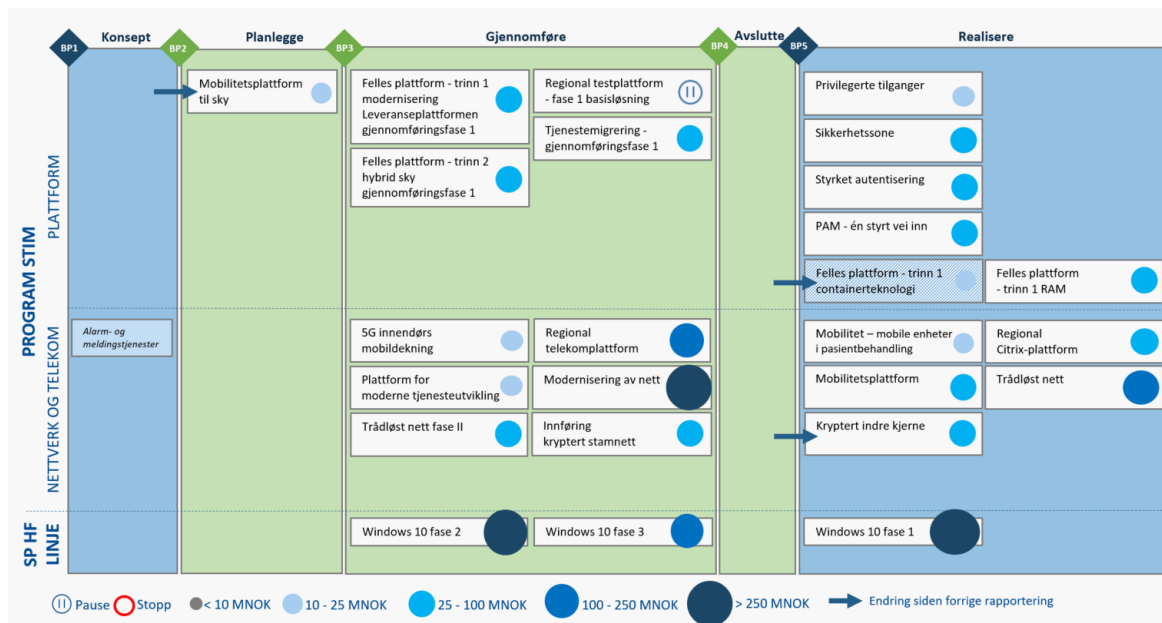 BP1
Konsept
BP2
Planlegge
BP3
Gjennomføre
BP4
Avslutte
BP5
Realisere
PROGRAM STIM
PLATTFORM
Mobilitetsplattform
til sky
Felles plattform - trinn 1
modernisering
Leveranseplattformen
gjennomføringsfase 1
Regional testplattform
- fase 1 basisløsning
Tjenestemigrering -
gjennomføringsfase 1
Felles plattform - trinn 2
hybrid sky
gjennomføringsfase 1
Privilegerte tilganger
Sikkerhetssone
Styrket autentisering
PAM - én styrt vei inn
Felles plattform - trinn 1
containerteknologi
Felles plattform
- trinn 1 RAM
NETTVERK OG TELEKOM
Alarm- og
meldingstjenester
5G innendørs
mobildekning
Regional
telekomplattform
Plattform for
moderne tjenesteutvikling
Modernisering av nett
Trådløst nett fase II
Innføring
kryptert stamnett
Mobilitet – mobile enheter
i pasientbehandling
Regional
Citrix-plattform
Mobilitetsplattform
Trådløst nett
Kryptert indre kjerne
SP HF
LINJE
Windows 10 fase 2
Windows 10 fase 3
Windows 10 fase 1
Pause
Stopp
< 10 MNOK
10 - 25 MNOK
25 - 100 MNOK
100 - 250 MNOK
> 250 MNOK
Endring siden forrige rapportering